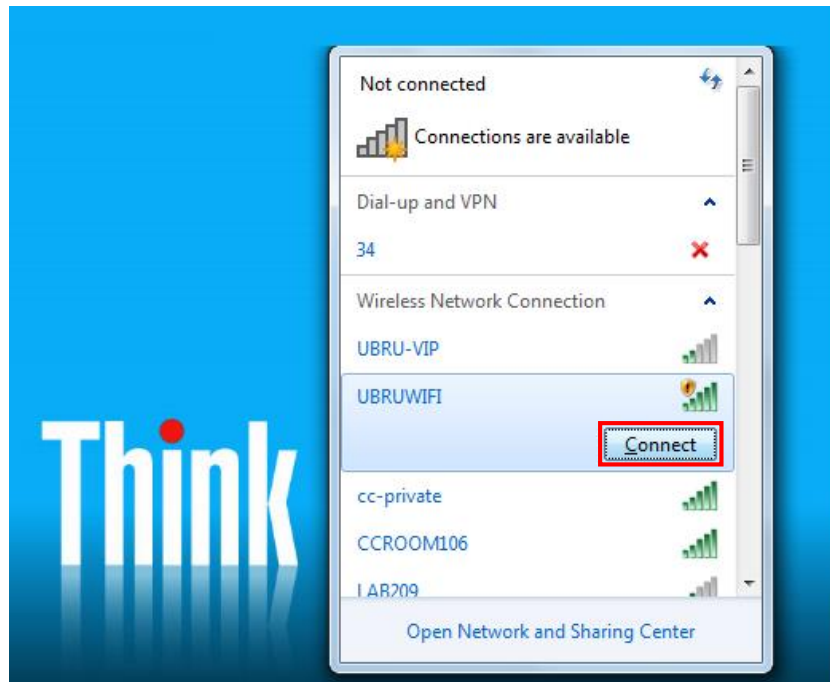 Not connected
Connections are available
Dial-up and VPN
34
Wireless Network Connection
UBRU-VIP
UBRUWIFI
Connect
Think
cc-private
CCROOM106
LAB209
Open Network and Sharing Center